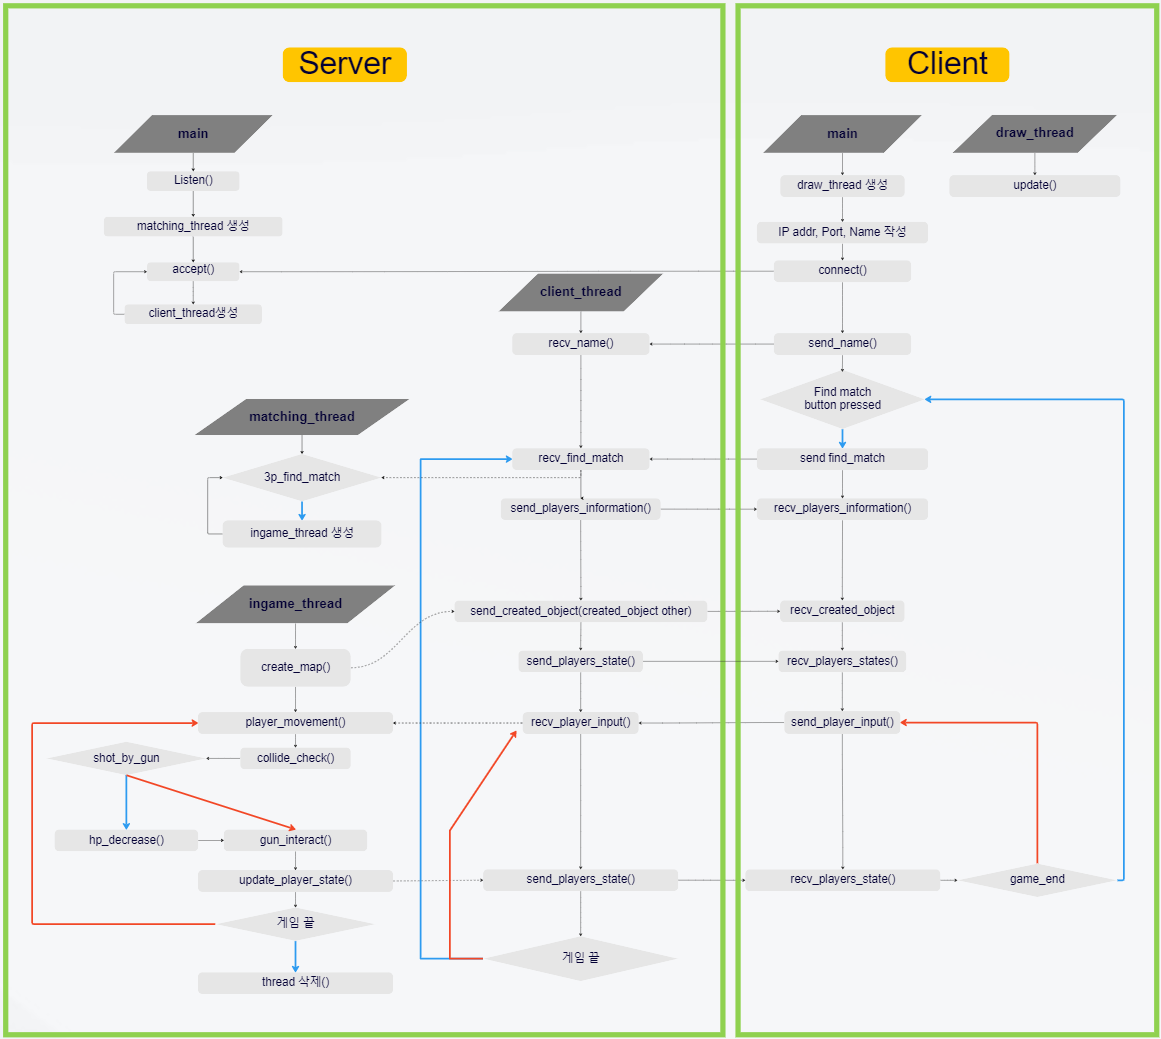 Server
main
Listen()
matching_thread 생성
accept()
client_thread생성
client_thread
recv_name()
matching_thread
3p_find_match
ingame_thread 생성
recv_find_match
send_players_information()
ingame_thread
create_map()
send_created_object(created_object other)
send_players_state()
player_movement()
recv_player_input()
shot_by_gun
collide_check()
hp_decrease()
gun_interact()
update_player_state()
send_players_state()
게임 끝
게임 끝
thread 삭제()
Client
main
draw_thread
draw_thread 생성
update()
IP addr, Port, Name 작성
connect()
send_name()
Find match
button pressed
send find_match
recv_players_information()
recv_created_object
recv_players_states()
send_player_input()
recv_players_state()
game_end